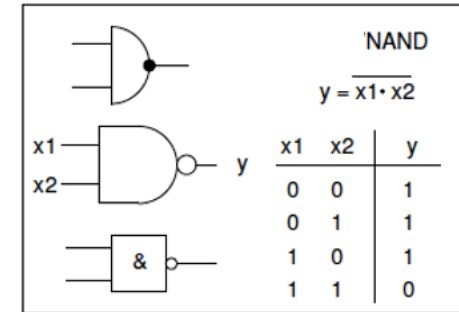 'NAND
y = x1• x2
x1
x2
y
&
x1 x2 y
0 0 1
0 1 1
1 0 1
1 1 0